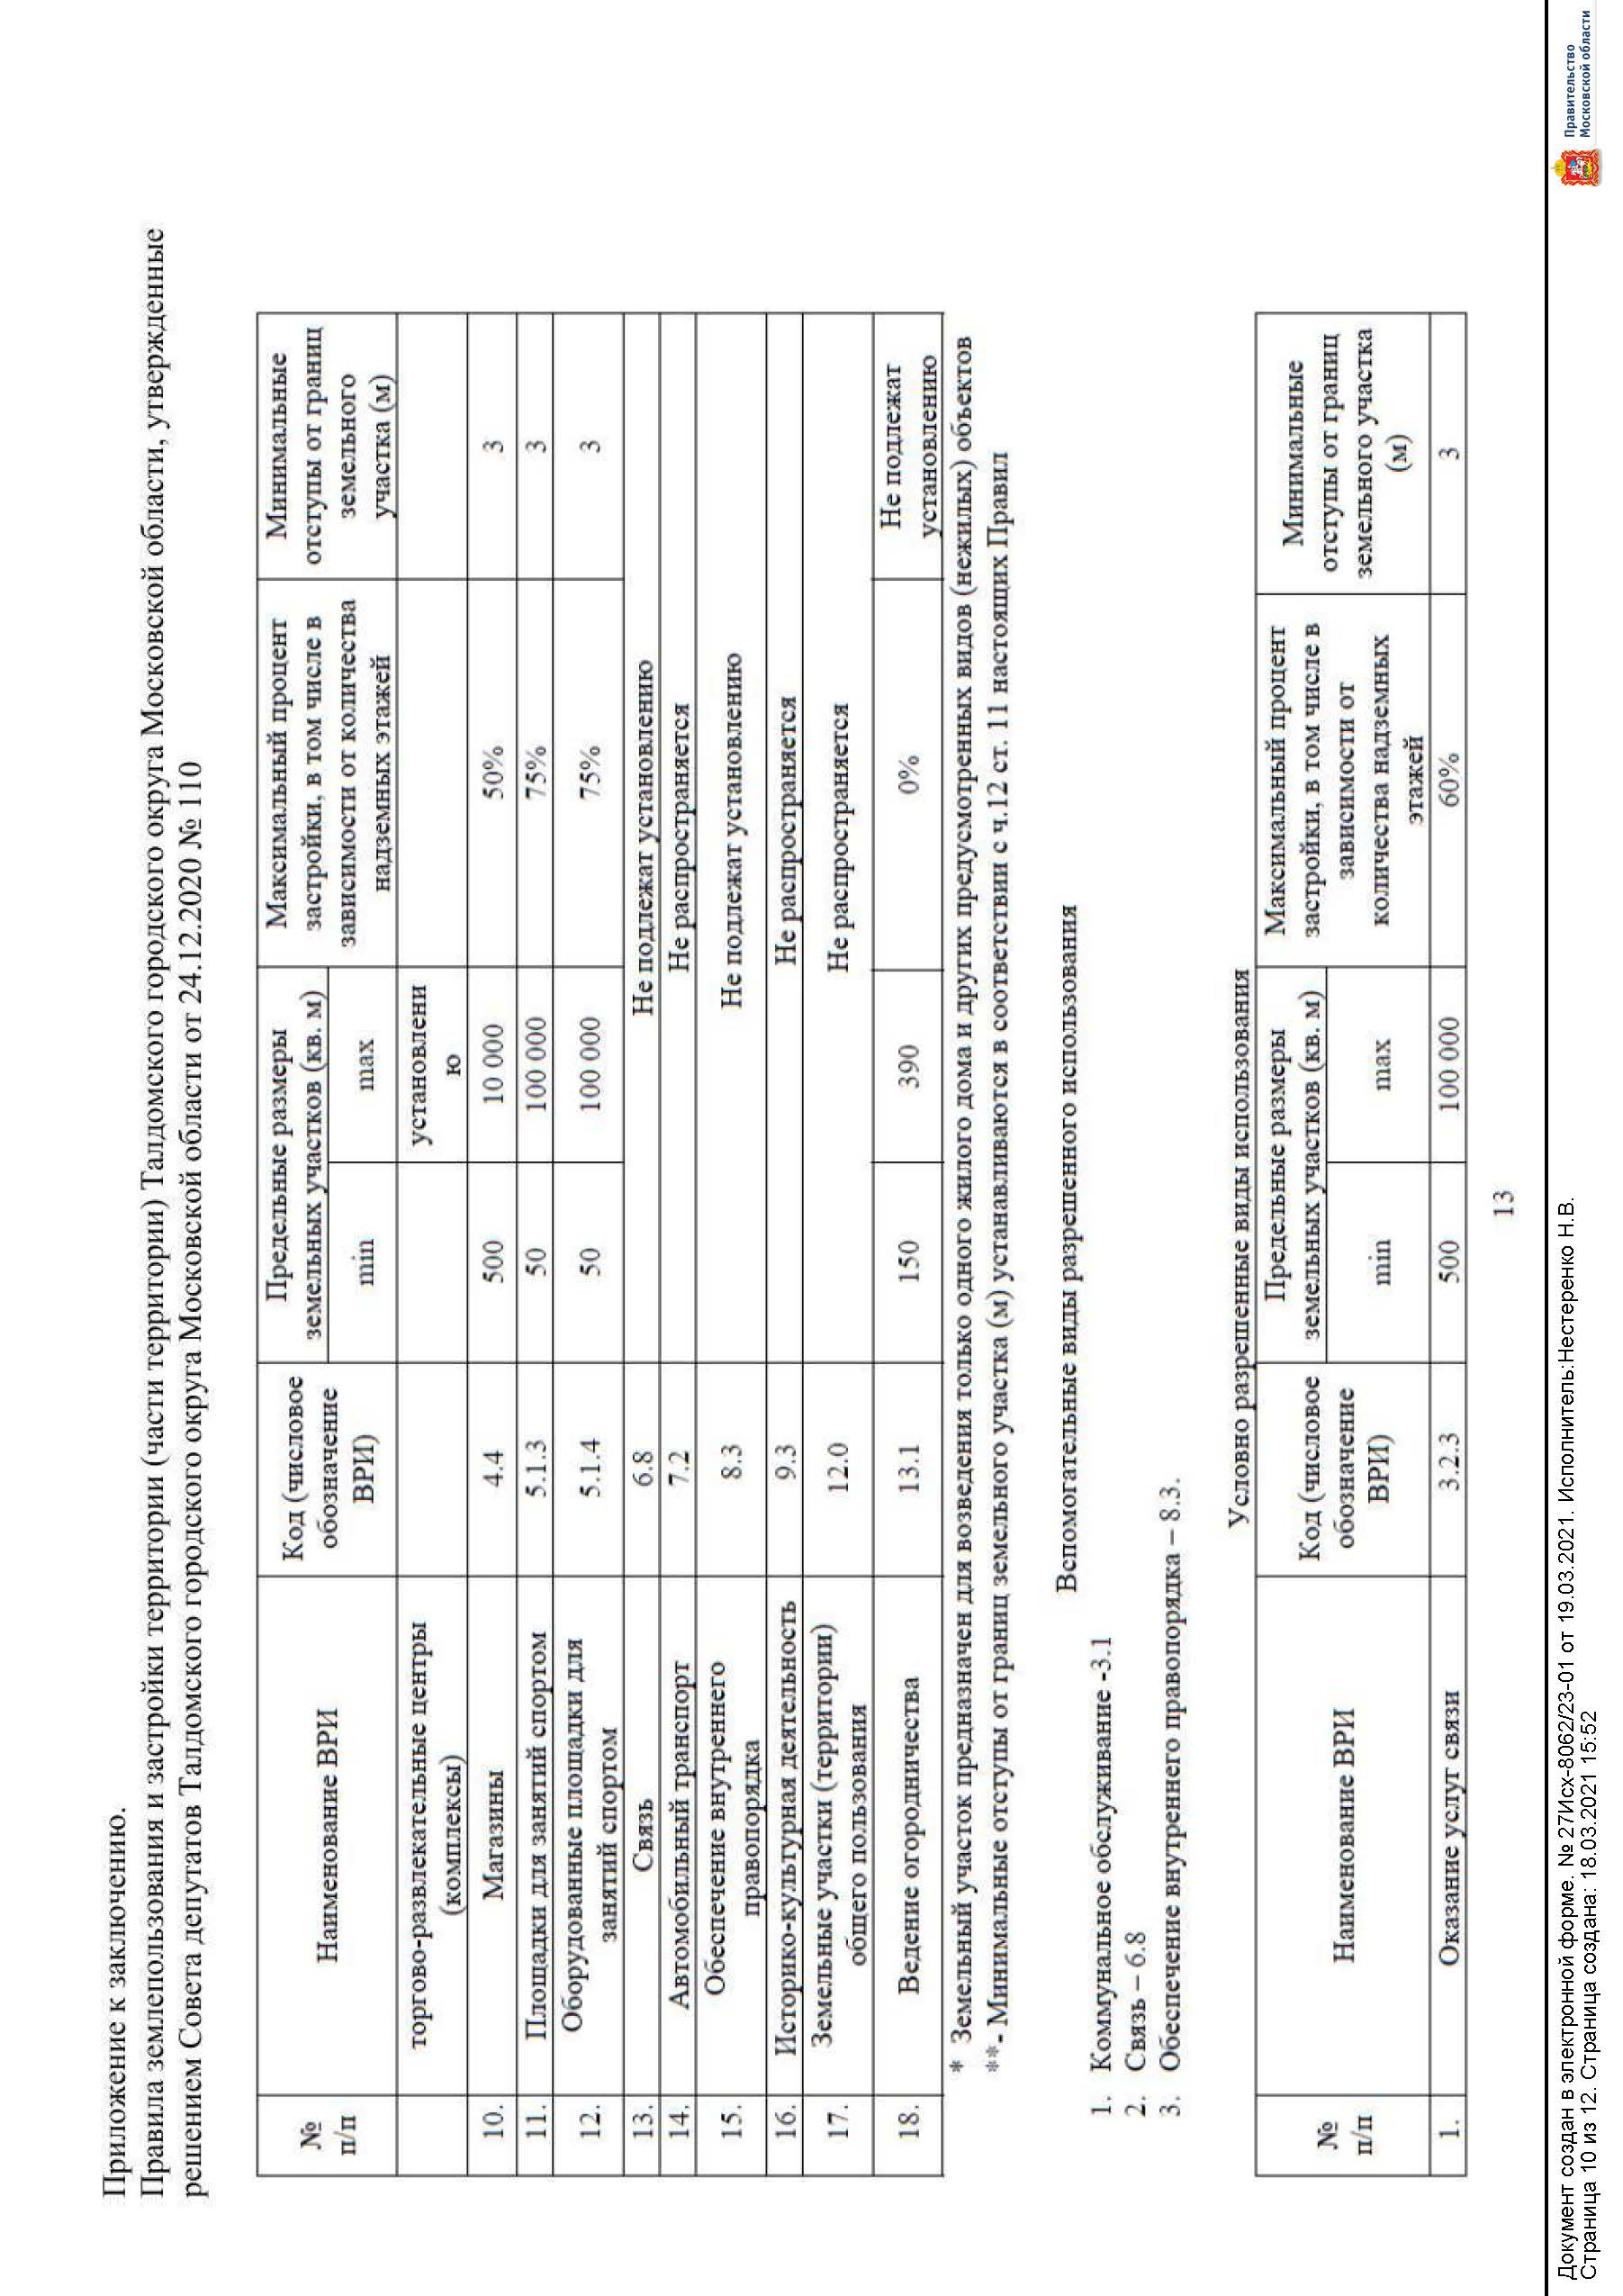 Приложение к заключению.
Правила землепользования и застройки территории (части территории) Талдомского городского округа Московской области, утвержденные
решением Совета депутатов Талдомского городского округа Московской области от 24.12.2020 № 110
№
п/п
Наименование ВРИ
Код (числовое
обозначение
ВРИ)
Предельные размеры
земельных участков (кв. м)
min
max
Максимальный процент
застройки, в том числе в
зависимости от количества
надземных этажей
Минимальные
отступы от границ
земельного
участка (м)
торгово-развлекательные центры
(комплексы)
установлени
ю
10. Магазины 4.4 500 10 000 50% 3
11. Площадки для занятий спортом 5.1.3 50 100 000 75% 3
12. Оборудованные площадки для
занятий спортом
5.1.4 50 100 000 75% 3
13. Связь 6.8 Не подлежат установлению
14. Автомобильный транспорт 7.2 Не распространяется
15. Обеспечение внутреннего
правопорядка
8.3 Не подлежат установлению
16. Историко-культурная деятельность 9.3 Не распространяется
17. Земельные участки (территории)
общего пользования
12.0 Не распространяется
18. Ведение огородничества 13.1 150 390 0% Не подлежат
установлению
* Земельный участок предназначен для возведения только одного жилого дома и других предусмотренных видов (нежилых) объектов
**- Минимальные отступы от границ земельного участка (м) устанавливаются в соответствии с ч.12 ст. 11 настоящих Правил
Вспомогательные виды разрешенного использования
1. Коммунальное обслуживание -3.1
2. Связь – 6.8
3. Обеспечение внутреннего правопорядка – 8.3.
Условно разрешенные виды использования
№
п/п
Наименование ВРИ
Код (числовое
обозначение
ВРИ)
Предельные размеры
земельных участков (кв. м)
min
max
Максимальный процент
застройки, в том числе в
зависимости от
количества надземных
этажей
Минимальные
отступы от границ
земельного участка
(м)
1. Оказание услуг связи 3.2.3 500 100 000 60% 3
13
Документ создан в электронной форме. № 27Исх-8062/23-01 от 19.03.2021. Исполнитель:Нестеренко Н.В.
Страница 10 из 12. Страница создана: 18.03.2021 15:52
Правительство
Московской области